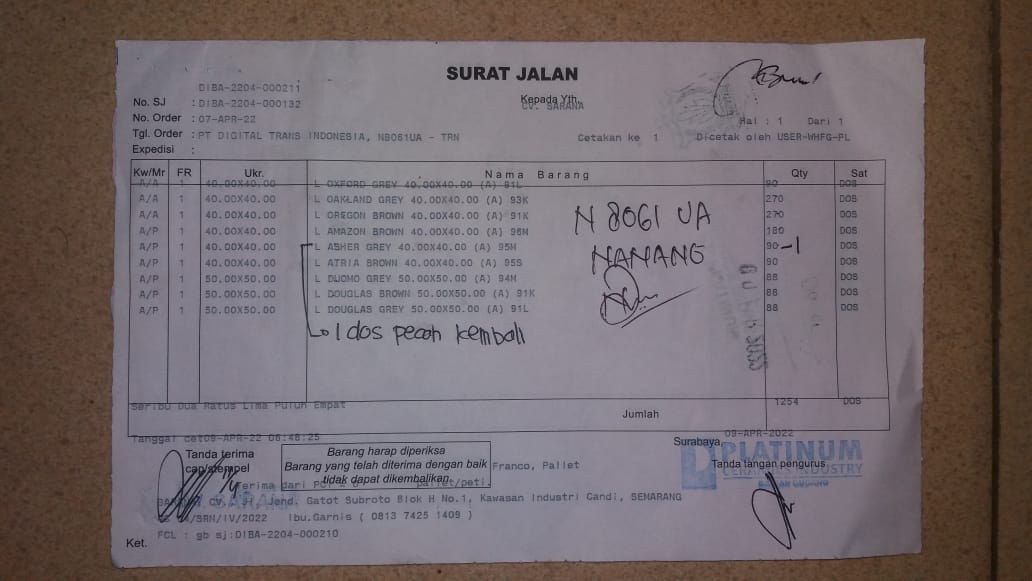 SURAT JALAN
DIBA-2204-000211
No. SJ : DIBA-2204-000132
Kepada Yth,
CV. SARANA
No. Order : 07-APR-22
Hal : 1 Dari 1
Tgl. Order : PT DIGITAL TRANS INDONESIA, N8061UA - TRN
Cetakan ke 1 Dicetak oleh USER-WHFG-PL
Expedisi :
Kw/Mr FR Ukr. Nama Barang Qty Sat
A/A 1 40.00X40.00 L OXFORD GREY 40.00X40.00 (A) 91L 90 DOS
A/A 1 40.00X40.00 L OAKLAND GREY 40.00X40.00 (A) 93K 270 DOS
A/A 1 40.00X40.00 L OREGON BROWN 40.00X40.00 (A) 91K 270 DOS
A/P 1 40.00X40.00 L AMAZON BROWN 40.00X40.00 (A) 96M 180 DOS
A/P 1 40.00X40.00 L ASHER GREY 40.00X40.00 (A) 95M 90 -1 DOS
A/P 1 40.00X40.00 L ATRIA BROWN 40.00X40.00 (A) 95S 90 DOS
A/P 1 50.00X50.00 L DUOMO GREY 50.00X50.00 (A) 94M 88 DOS
A/P 1 50.00X50.00 L DOUGLAS BROWN 50.00X50.00 (A) 91K 88 DOS
A/P 1 50.00X50.00 L DOUGLAS GREY 50.00X50.00 (A) 91L 88 DOS
N 8061 UA
NANANG
1 dos pecah kembali
Seribu Dua Ratus Lima Puluh Empat
1254 DOS
Jumlah
Tanggal cet09-APR-22 06:46:25
09-APR-2022
Surabaya,
Tanda terima
cap/stempel
Barang harap diperiksa
Barang yang telah diterima dengan baik
tidak dapat dikembalikan
Franco, Pallet
PLATINUM
CERAMICS INDUSTRY
Tanda tangan pengurus
Terima dari
pallet/peti.
Jend. Gatot Subroto Blok H No.1, Kawasan Industri Candi, SEMARANG
/SRN/IV/2022 Ibu.Garnis ( 0813 7425 1409 )
FCL : gb sj:DIBA-2204-000210
Ket.